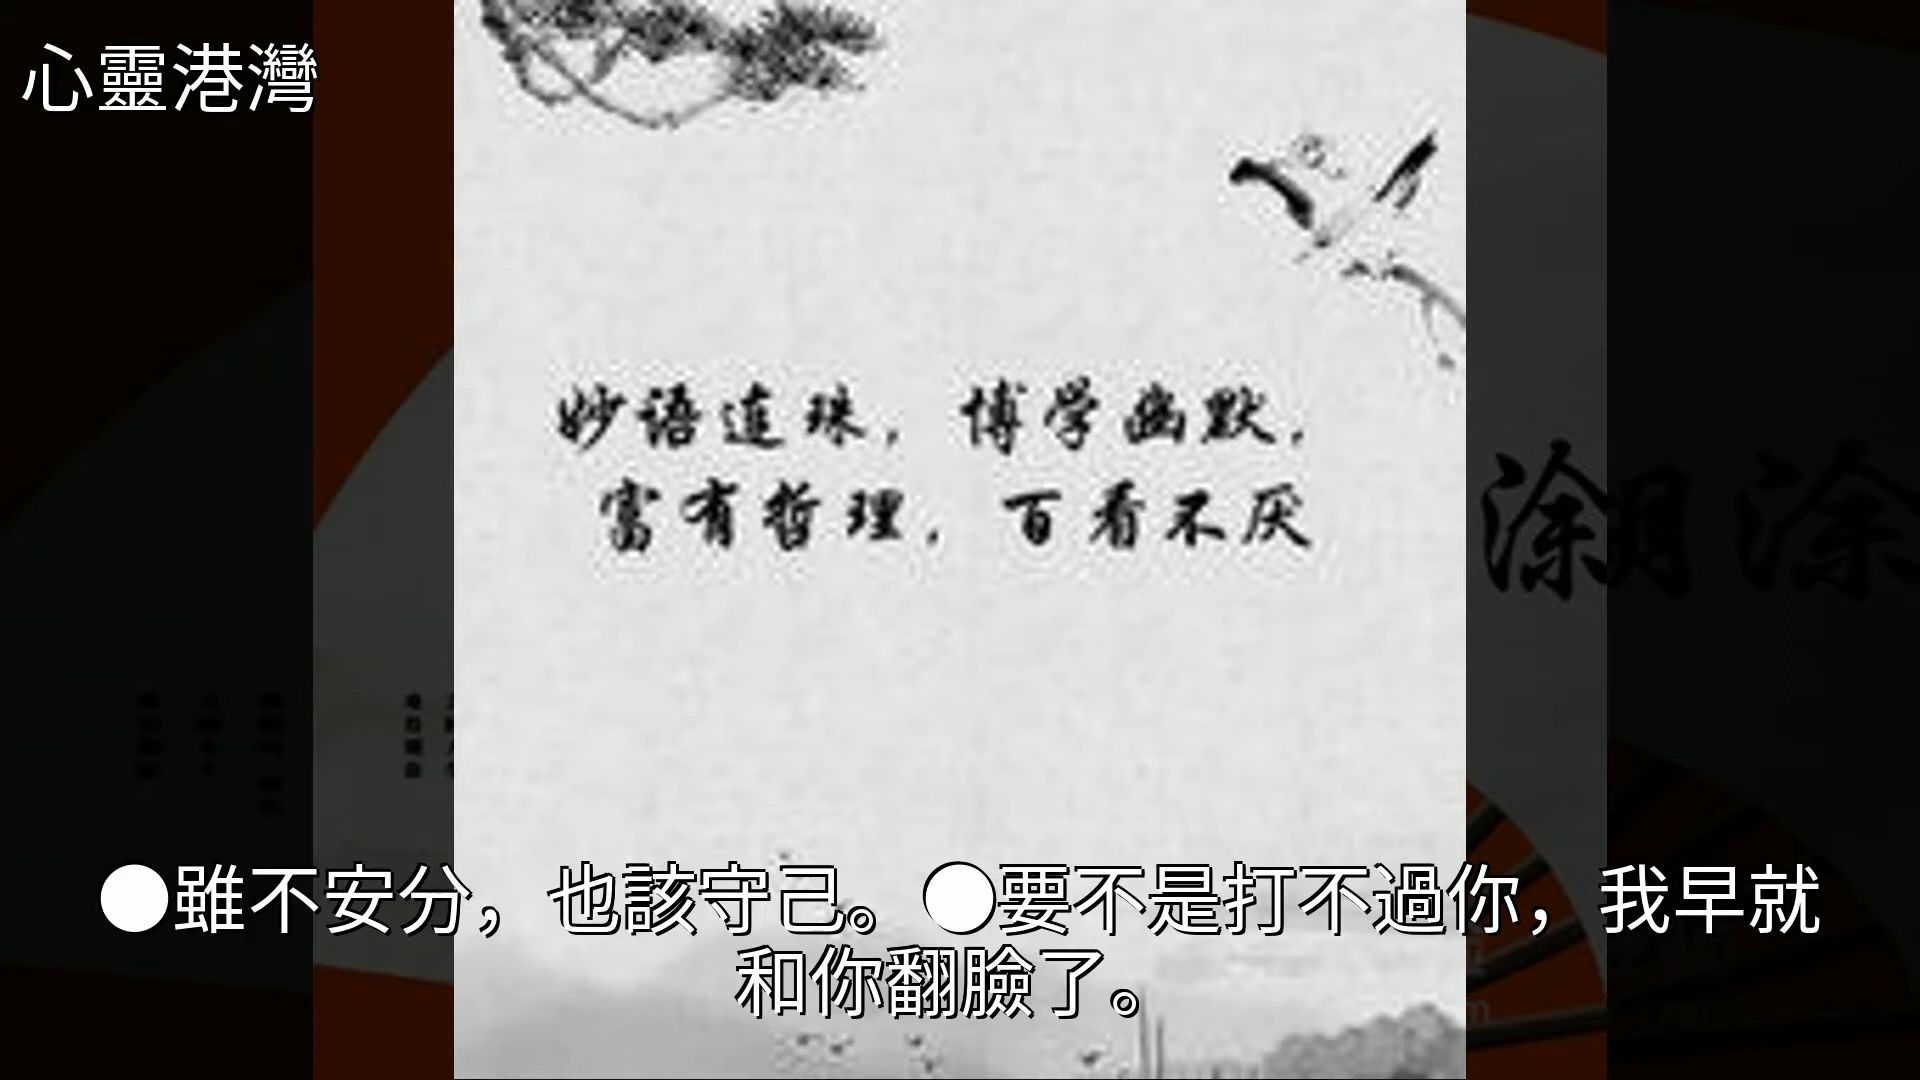 心靈港灣
妙语连珠，博学幽默，
富有哲理，百看不厌
●雖不安分，也該守己。●要不是打不過你，我早就
和你翻臉了。